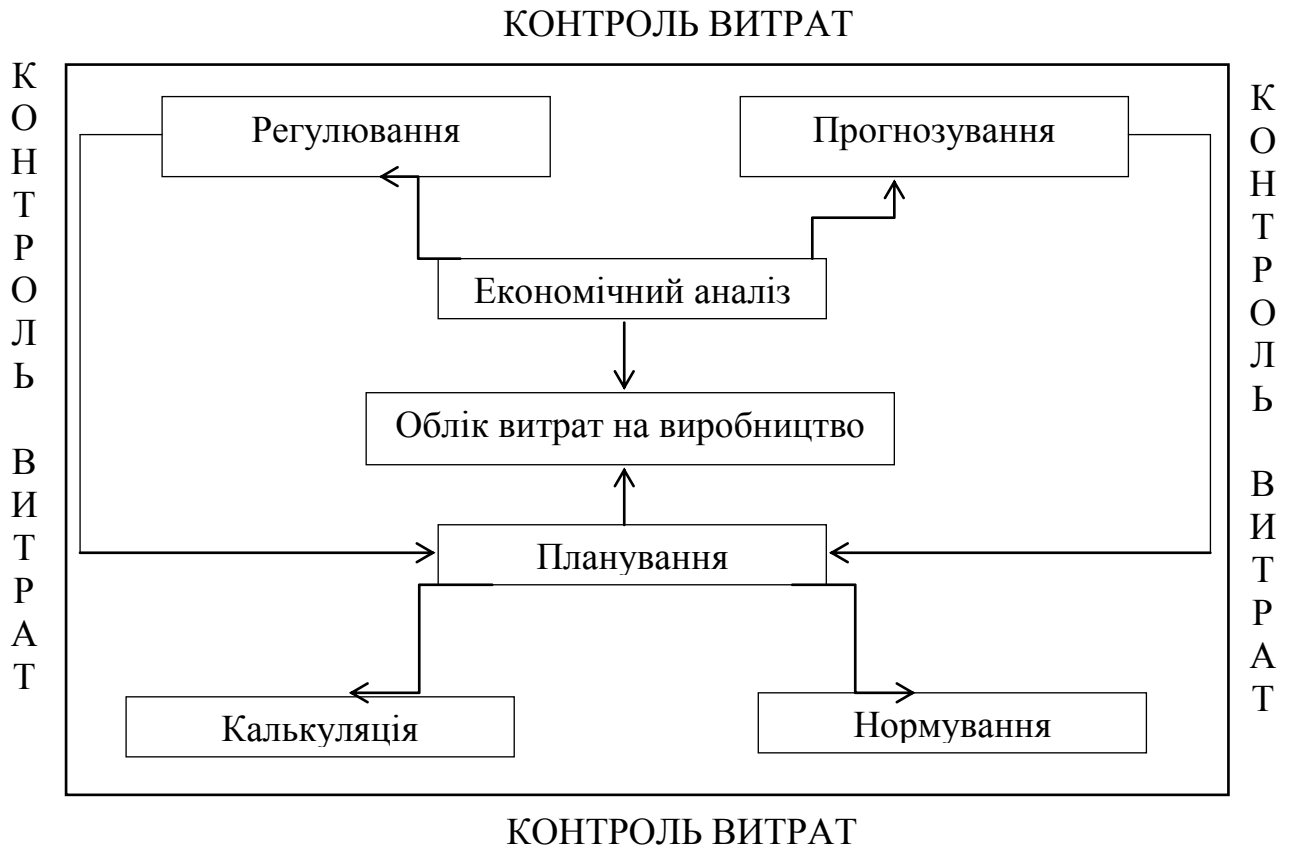 КОНТРОЛЬ ВИТРАТ
КОНТРОЛЬ ВИТРАТ
КОНТРОЛЬ ВИТРАТ
Регулювання
Прогнозування
Економічний аналіз
Облік витрат на виробництво
Планування
Калькуляція
Нормування
КОНТРОЛЬ ВИТРАТ